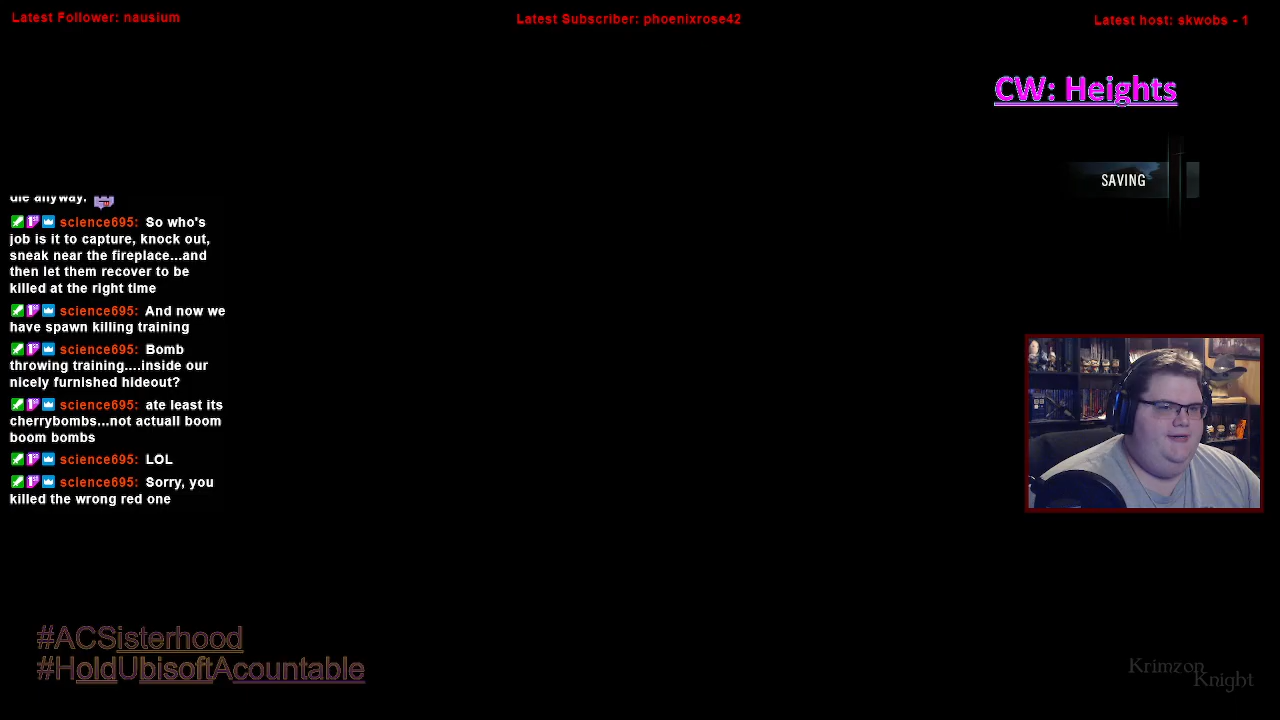 Latest Follower: nausium
Latest Subscriber: phoenixrose42
Latest host: skwobs - 1
CW: Heights
SAVING
die anyway.
science695: So who's
job is it to capture, knock out,
sneak near the fireplace...and
then let them recover to be
killed at the right time
science695: And now we
have spawn killing training
science695: Bomb
throwing training....inside our
nicely furnished hideout?
science695: ate least its
cherrybombs...not actuall boom
boom bombs
science695: LOL
science695: Sorry, you
killed the wrong red one
#ACSisterhood
#HoldUbisoftAcountable
Krimzon
Knight